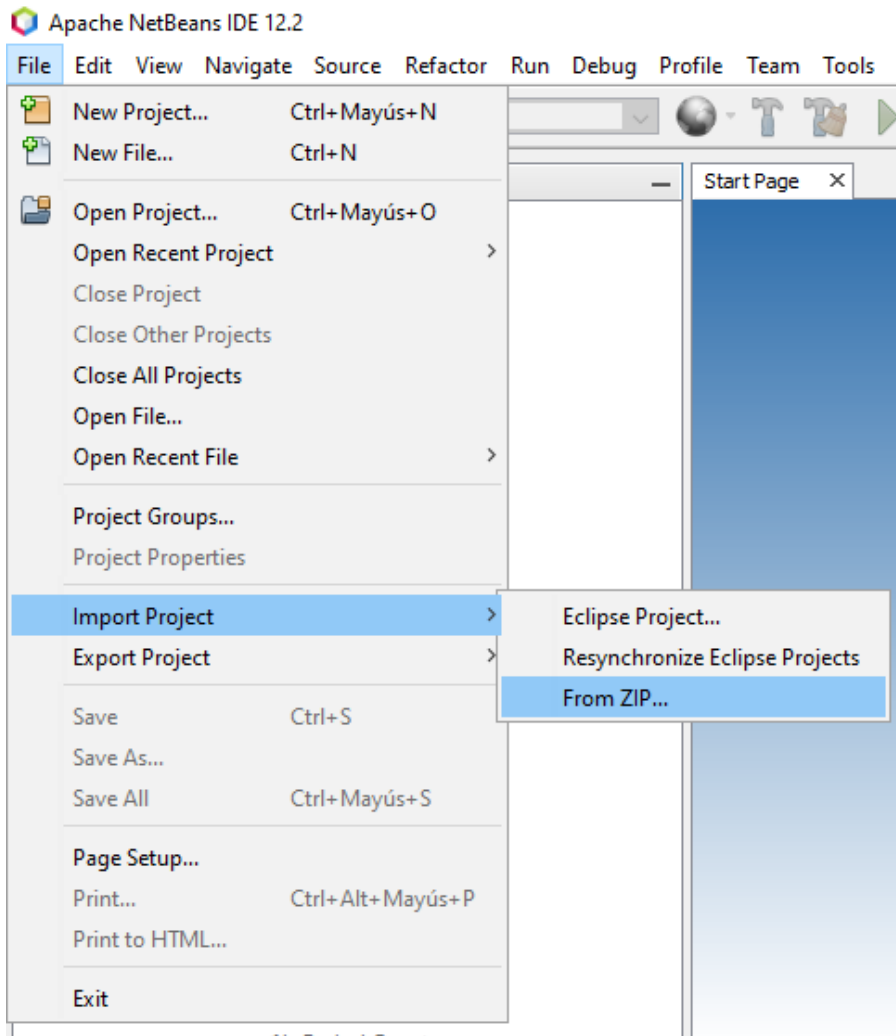 Apache NetBeans IDE 12.2
File Edit View Navigate Source Refactor Run Debug Profile Team Tools
New Project... Ctrl+Mayús+N
New File... Ctrl+N
Start Page
Open Project... Ctrl+Mayús+O
Open Recent Project
Close Project
Close Other Projects
Close All Projects
Open File...
Open Recent File
Project Groups...
Project Properties
Import Project
Eclipse Project...
Export Project
Resynchronize Eclipse Projects
From ZIP...
Save Ctrl+S
Save As...
Save All Ctrl+Mayús+S
Page Setup...
Print... Ctrl+Alt+Mayús+P
Print to HTML...
Exit